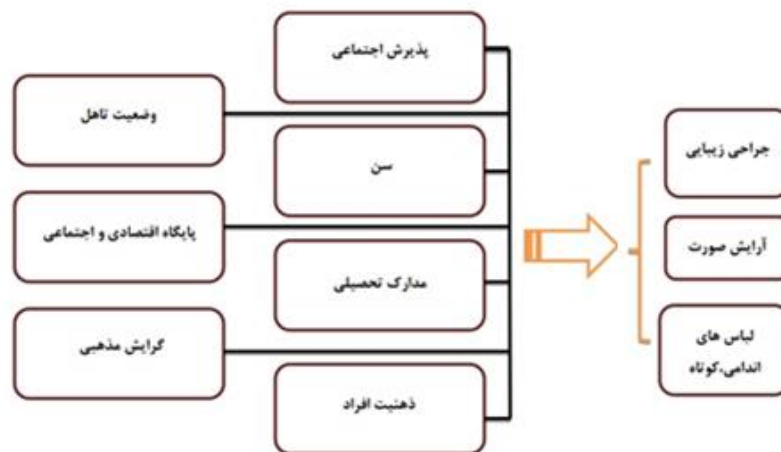 پذیرش اجتماعی
وضعیت تاهل
سن
پایگاه اقتصادی و اجتماعی
مدارک تحصیلی
گرایش مذهبی
ذهنیت افراد
جراحی زیبایی
آرایش صورت
لباس های
اندامی،کوتاه